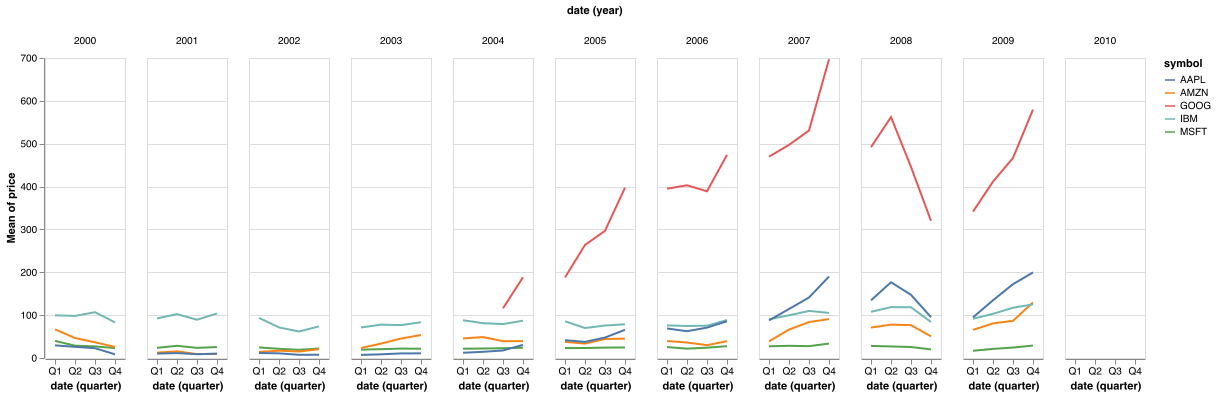 date (year)
2000 2001 2002 2003 2004 2005 2006 2007 2008 2009 2010
Mean of price
700
600
500
400
300
200
100
0
Q1 Q2 Q3 Q4 Q1 Q2 Q3 Q4 Q1 Q2 Q3 Q4 Q1 Q2 Q3 Q4 Q1 Q2 Q3 Q4 Q1 Q2 Q3 Q4 Q1 Q2 Q3 Q4 Q1 Q2 Q3 Q4 Q1 Q2 Q3 Q4 Q1 Q2 Q3 Q4 Q1 Q2 Q3 Q4
date (quarter) date (quarter) date (quarter) date (quarter) date (quarter) date (quarter) date (quarter) date (quarter) date (quarter) date (quarter) date (quarter)
symbol
AAPL
AMZN
GOOG
IBM
MSFT